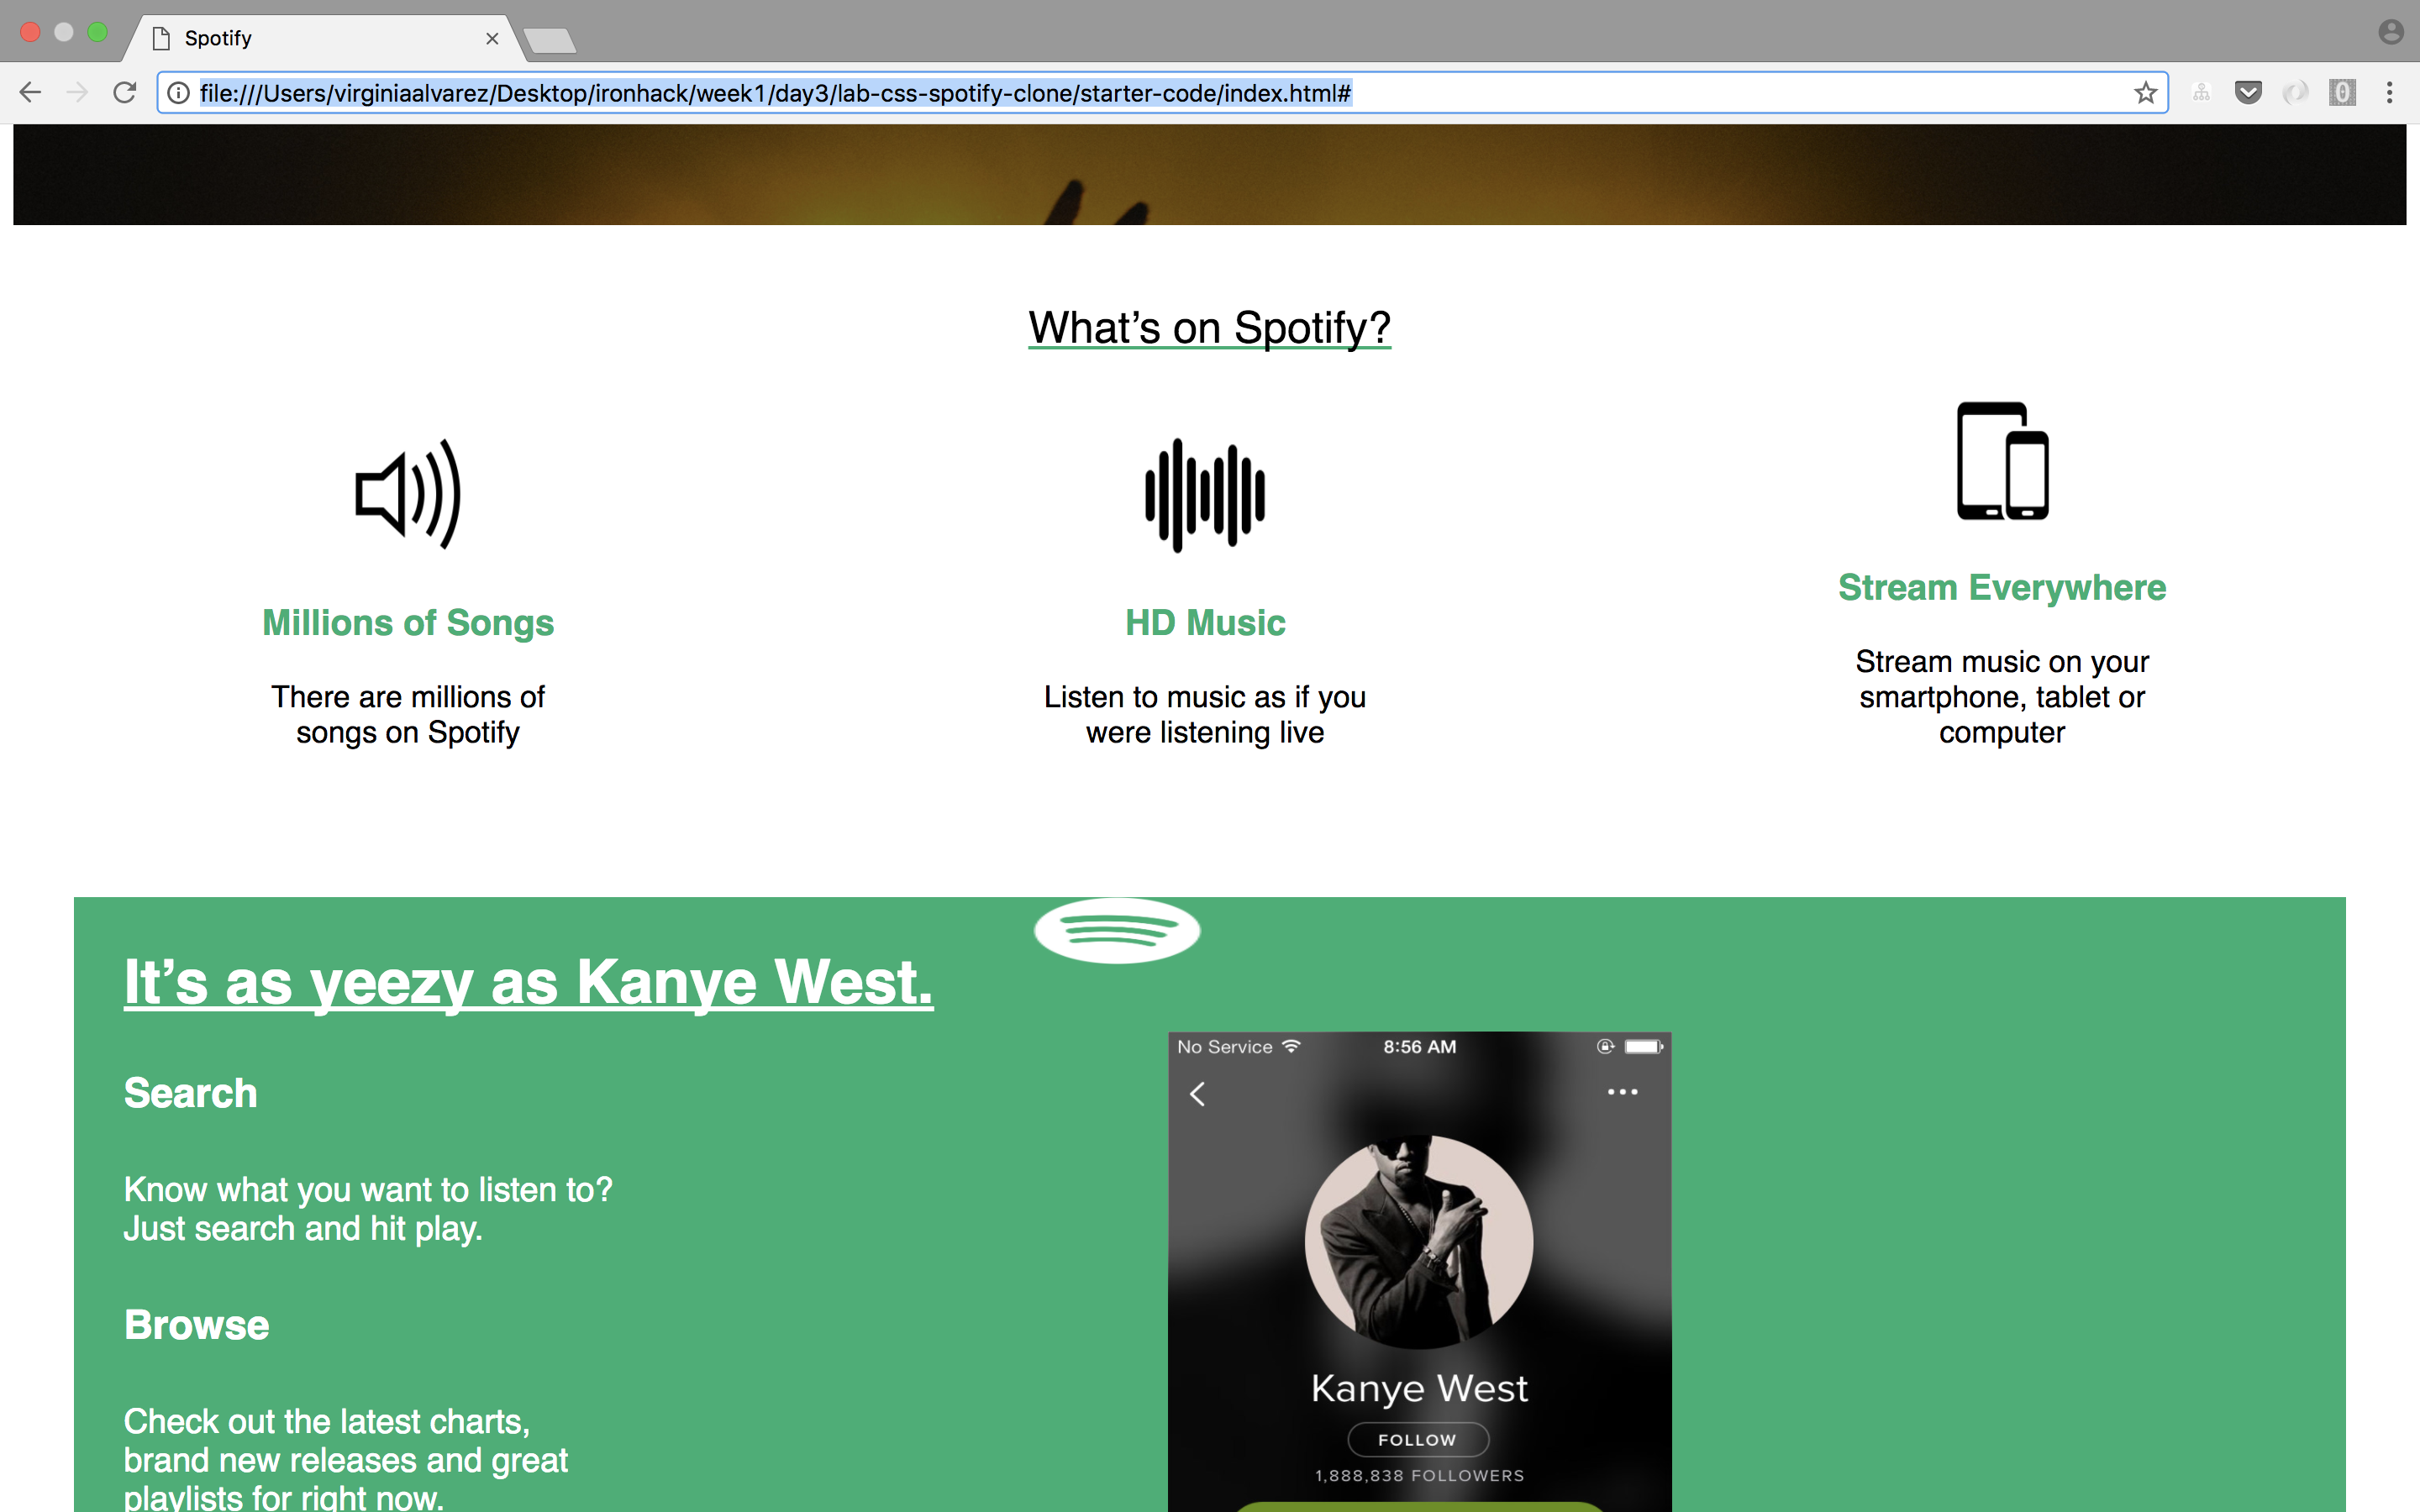 Spotify
file:///Users/virginiaalvarez/Desktop/ironhack/week1/day3/lab-css-spotify-clone/starter-code/index.html#
What’s on Spotify?
Millions of Songs
There are millions of
songs on Spotify
HD Music
Listen to music as if you
were listening live
Stream Everywhere
Stream music on your
smartphone, tablet or
computer
It’s as yeezy as Kanye West.
Search
Know what you want to listen to?
Just search and hit play.
Browse
Check out the latest charts,
brand new releases and great
playlists for right now.
No Service 8:56 AM
Kanye West
FOLLOW
1,888,838 FOLLOWERS